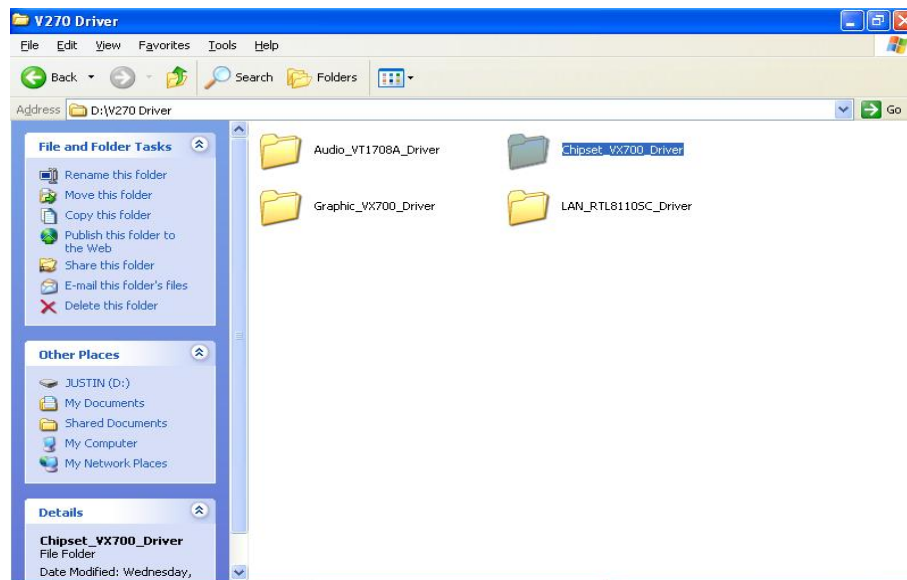 V270 Driver
File Edit View Favorites Tools Help
Back Search Folders
Address D:\V270 Driver Go
File and Folder Tasks
Rename this folder
Move this folder
Copy this folder
Publish this folder to
the Web
Share this folder
E-mail this folder's files
Delete this folder
Other Places
JUSTIN (D:)
My Documents
Shared Documents
My Computer
My Network Places
Details
Chipset_VX700_Driver
File Folder
Date Modified: Wednesday,
Audio_VT1708A_Driver
Chipset_VX700_Driver
Graphic_VX700_Driver
LAN_RTL8110SC_Driver